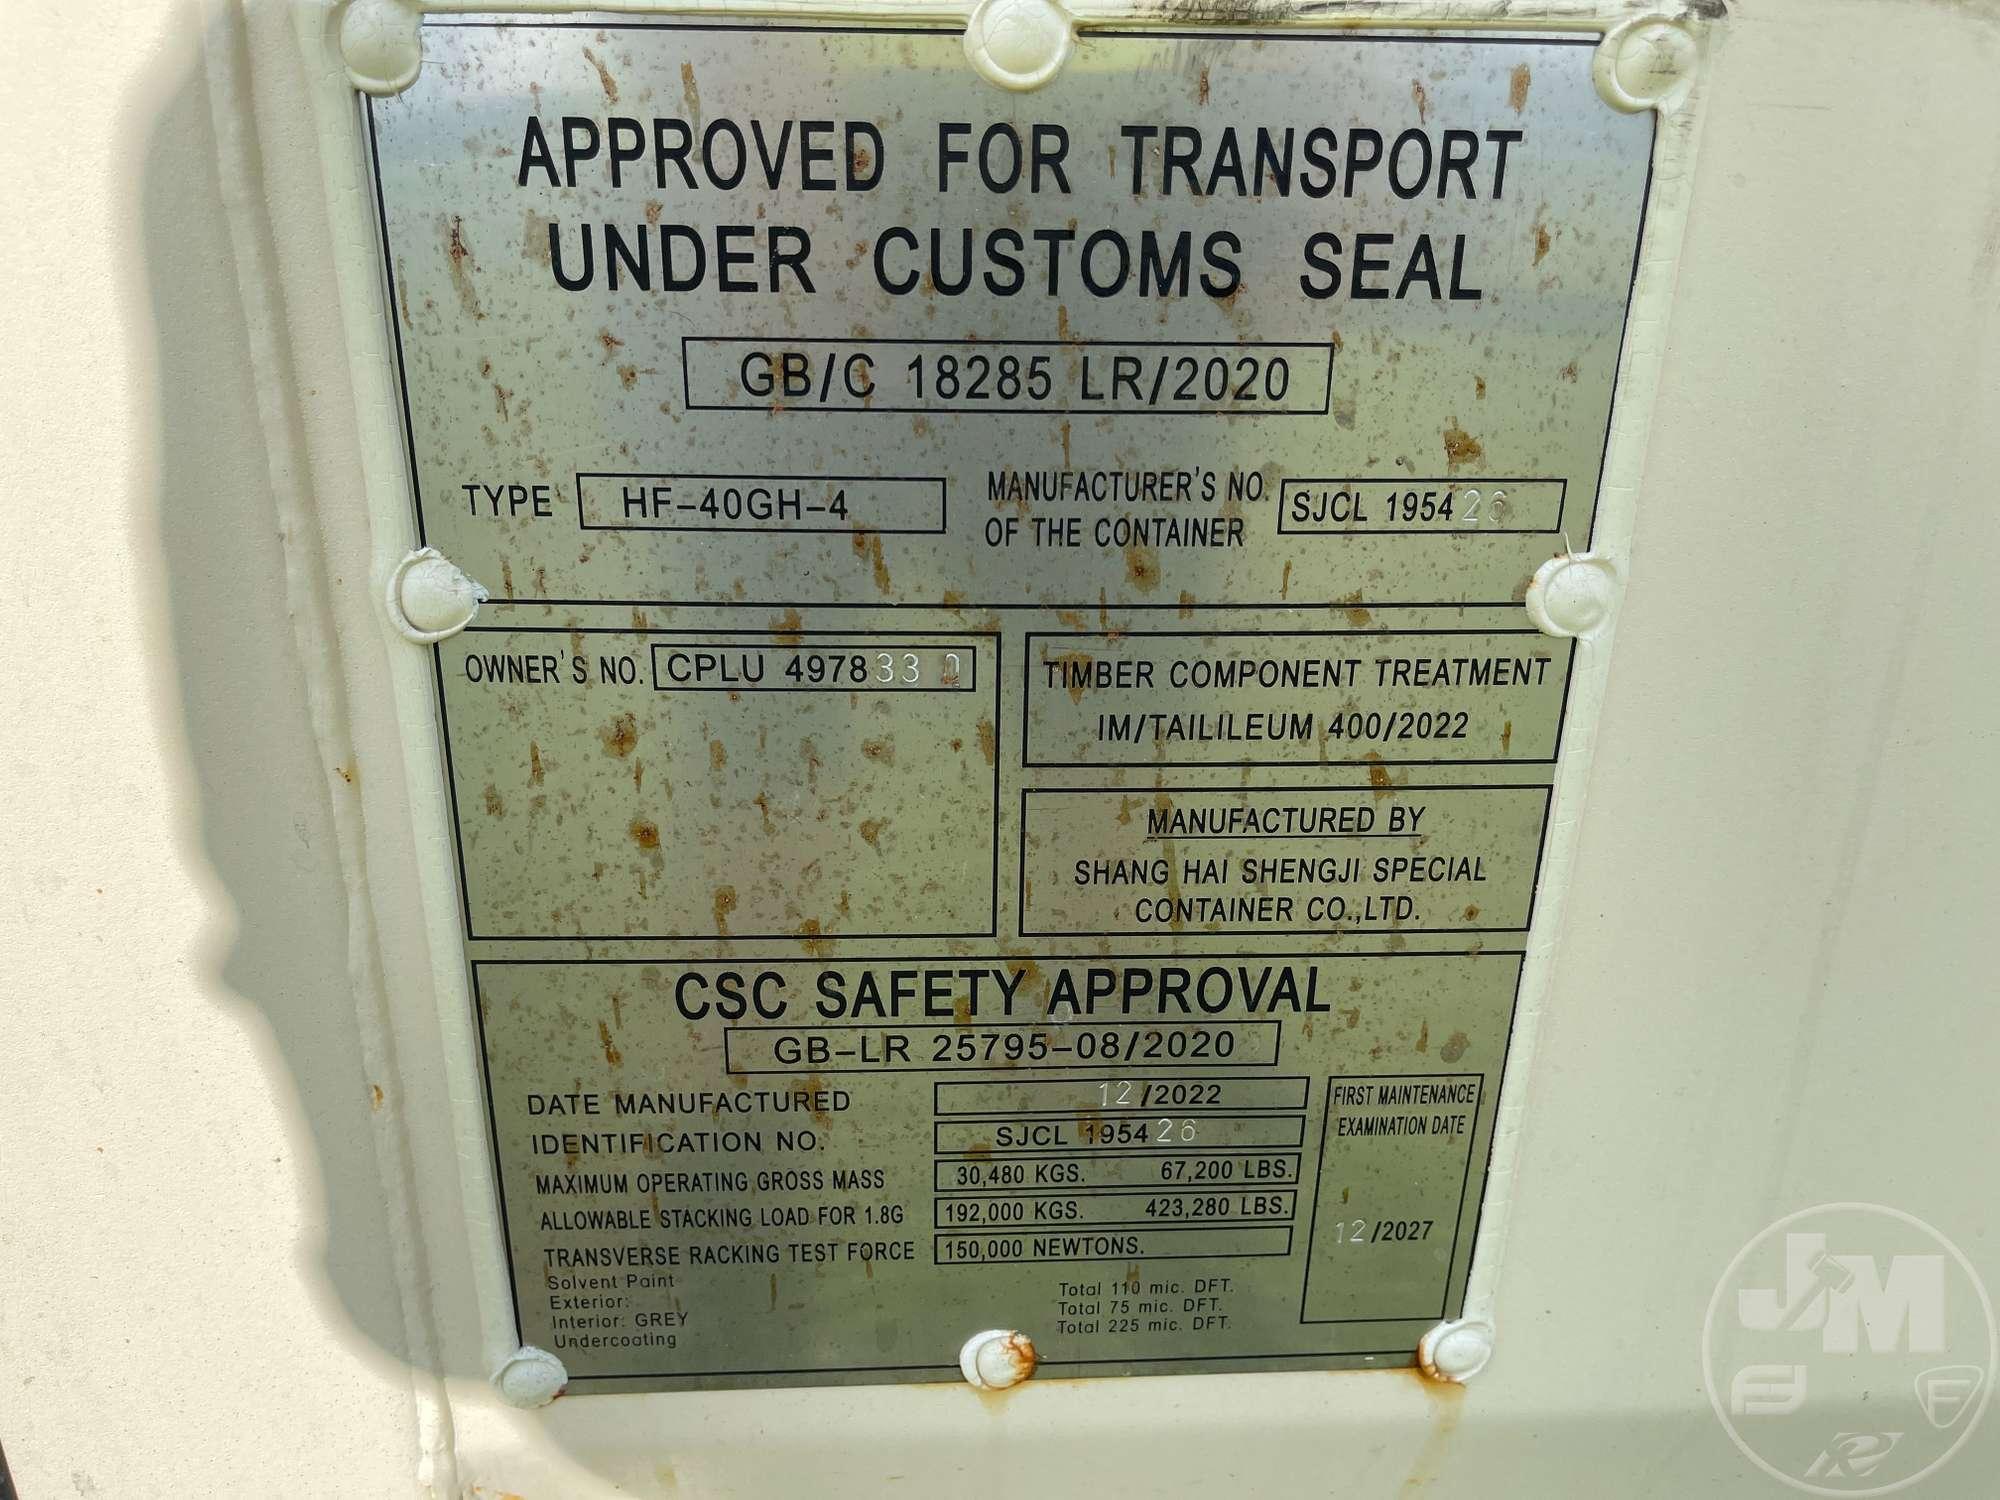 APPROVED FOR TRANSPORT
UNDER CUSTOMS SEAL
GB/C 18285 LR/2020
TYPE HF-40GH-4
MANUFACTURER'S NO.
OF THE CONTAINER
SJCL 195426
OWNER'S NO. CPLU 497833 0
TIMBER COMPONENT TREATMENT
IM/TAILILEUM 400/2022
MANUFACTURED BY
SHANG HAI SHENGJI SPECIAL
CONTAINER CO.,LTD.
CSC SAFETY APPROVAL
GB-LR 25795-08/2020
DATE MANUFACTURED 12/2022
IDENTIFICATION NO. SJCL 195426
MAXIMUM OPERATING GROSS MASS 30,480 KGS. 67,200 LBS.
ALLOWABLE STACKING LOAD FOR 1.8G 192,000 KGS. 423,280 LBS.
TRANSVERSE RACKING TEST FORCE 150,000 NEWTONS.
FIRST MAINTENANCE
EXAMINATION DATE
12/2027
Solvent Paint
Exterior: Total 110 mic. DFT.
Interior: GREY Total 75 mic. DFT.
Undercoating Total 225 mic. DFT.
JM